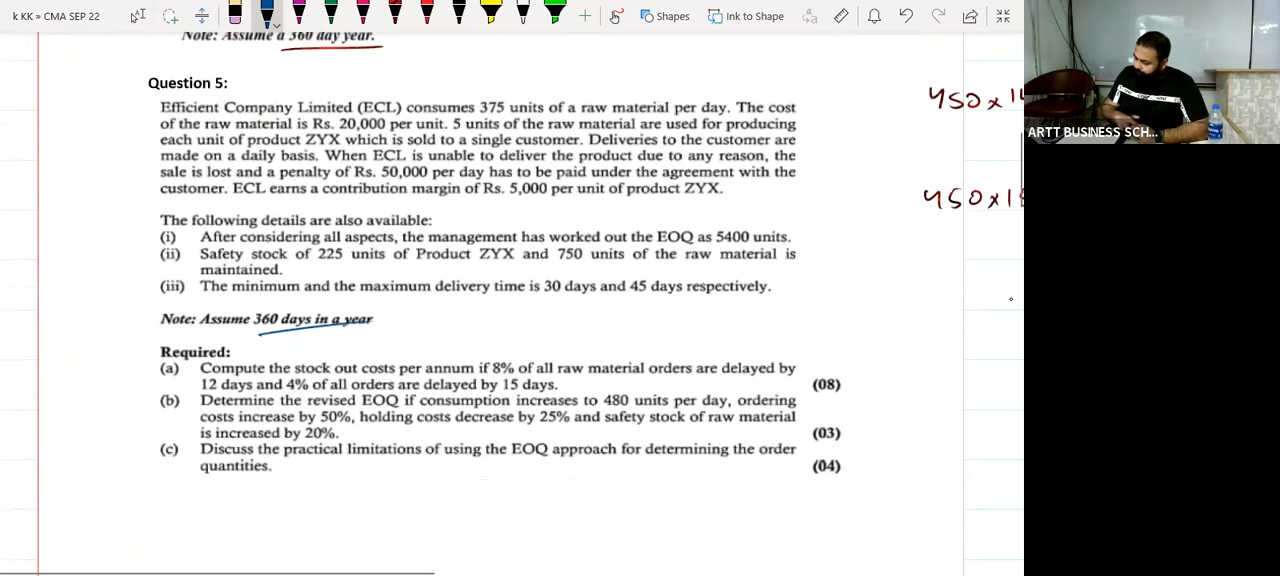 k KK » CMA SEP 22
Shapes
Ink to Shape
Note: Assume a 360 day year.
Question 5:
Efficient Company Limited (ECL) consumes 375 units of a raw material per day. The cost
of the raw material is Rs. 20,000 per unit. 5 units of the raw material are used for producing
each unit of product ZYX which is sold to a single customer. Deliveries to the customer are
made on a daily basis. When ECL is unable to deliver the product due to any reason, the
sale is lost and a penalty of Rs. 50,000 per day has to be paid under the agreement with the
customer. ECL earns a contribution margin of Rs. 5,000 per unit of product ZYX.
The following details are also available:
(i) After considering all aspects, the management has worked out the EOQ as 5400 units.
(ii) Safety stock of 225 units of Product ZYX and 750 units of the raw material is
maintained.
(iii) The minimum and the maximum delivery time is 30 days and 45 days respectively.
Note: Assume 360 days in a year
Required:
(a) Compute the stock out costs per annum if 8% of all raw material orders are delayed by
12 days and 4% of all orders are delayed by 15 days. (08)
(b) Determine the revised EOQ if consumption increases to 480 units per day, ordering
costs increase by 50%, holding costs decrease by 25% and safety stock of raw material
is increased by 20%. (03)
(c) Discuss the practical limitations of using the EOQ approach for determining the order
quantities. (04)
450 x 1
450 x 1
ARTT BUSINESS SCH...